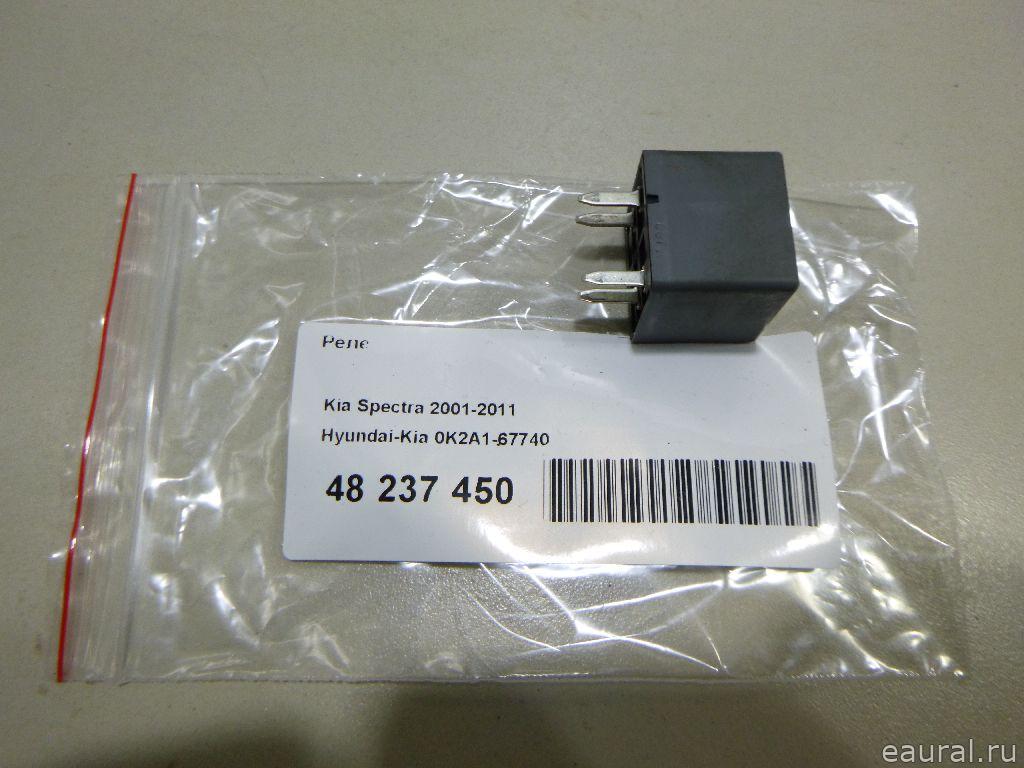 Реле
Kia Spectra 2001-2011
Hyundai-Kia 0K2A1-67740
48 237 450
eaural.ru